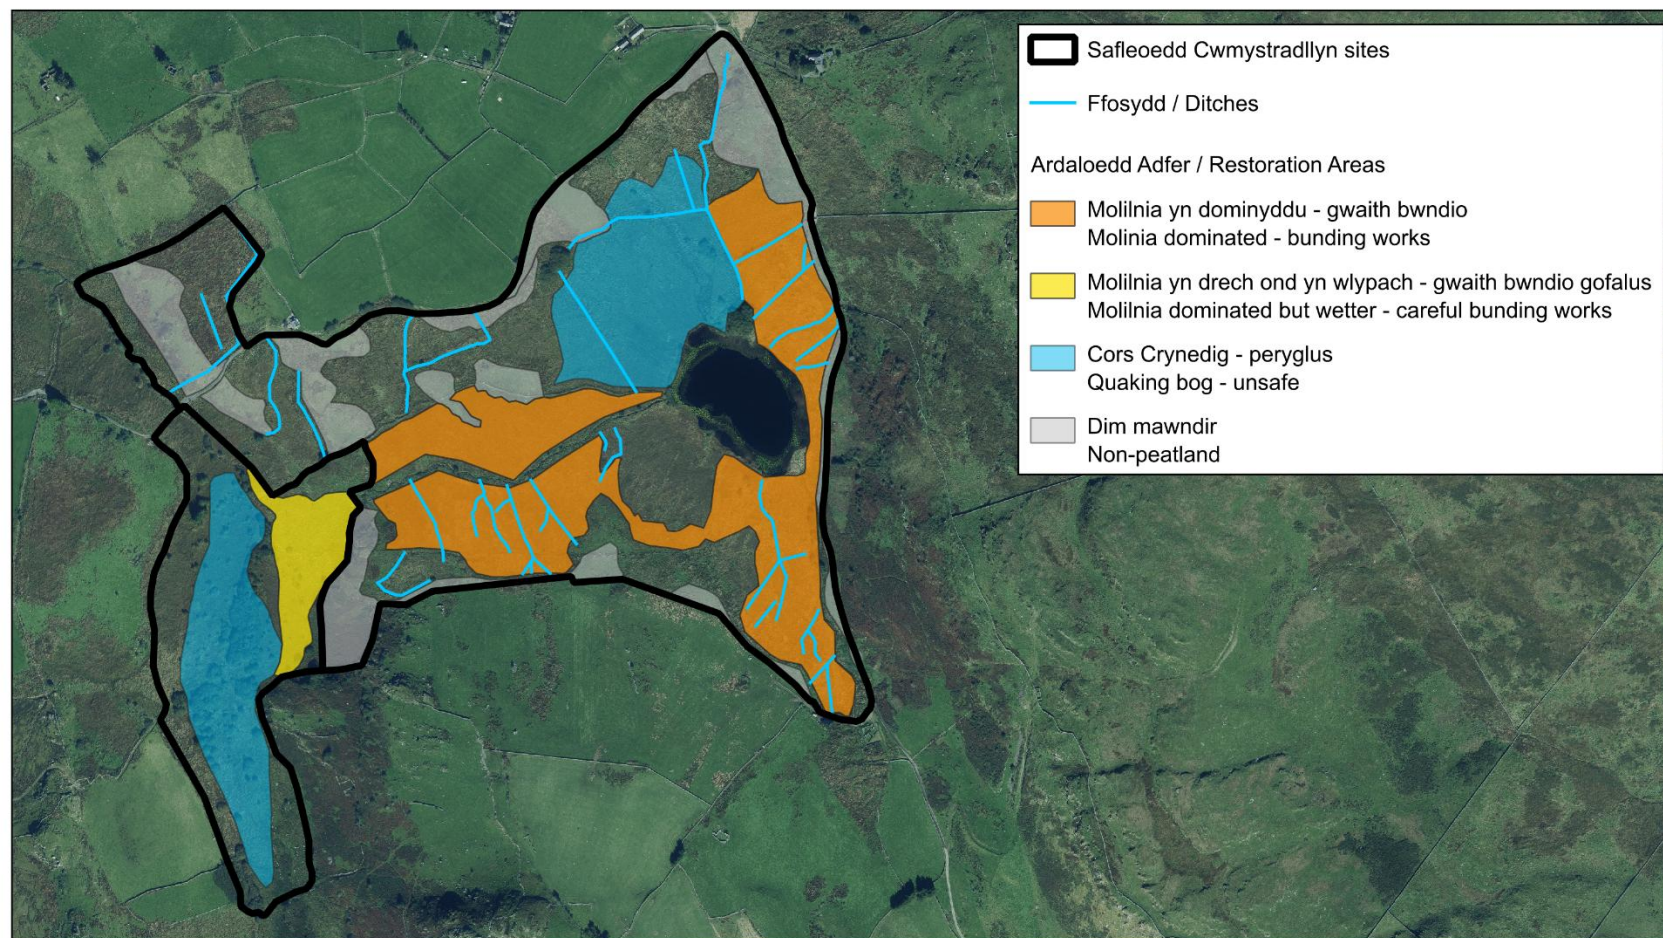 Safleoedd Cwmystradllyn sites
Ffosydd / Ditches
Ardaloedd Adfer / Restoration Areas
Molilnia yn dominyddu - gwaith bwndio
Molinia dominated - bunding works
Molilnia yn drech ond yn wlypach - gwaith bwndio gofalus
Molilnia dominated but wetter - careful bunding works
Cors Crynedig - peryglus
Quaking bog - unsafe
Dim mawndir
Non-peatland